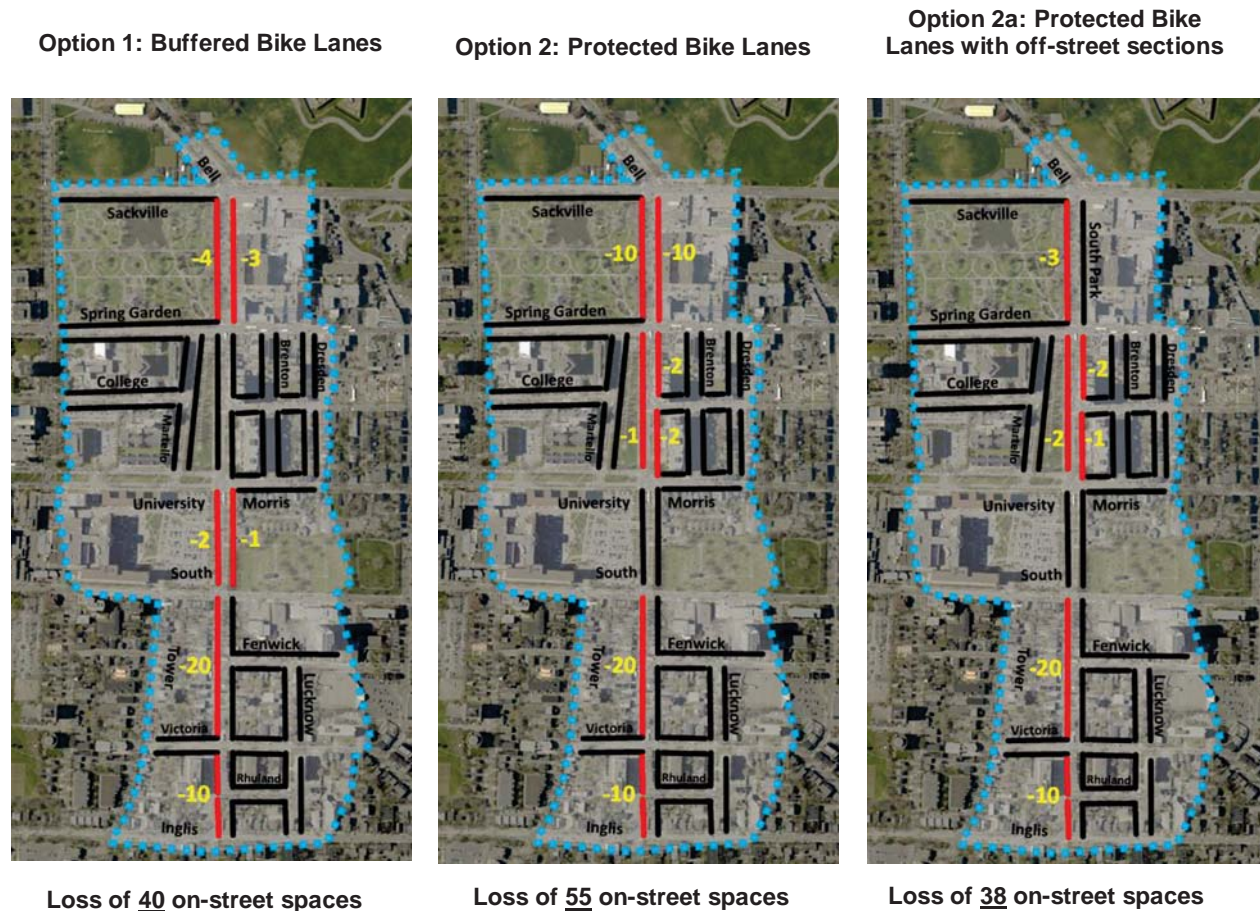 Option 1: Buffered Bike Lanes
Bell
Sackville
-4
-3
Spring Garden
College
Brenton
Dresden
Martello
University
Morris
-2
-1
South
Fenwick
Tower
-20
Lucknow
Victoria
Rhuland
-10
Inglis
Loss of 40 on-street spaces
Option 2: Protected Bike Lanes
Bell
Sackville
-10
-10
Spring Garden
-2
College
Brenton
Dresden
Martello
-1
-2
University
Morris
South
Fenwick
Tower
-20
Lucknow
Victoria
Rhuland
-10
Inglis
Loss of 55 on-street spaces
Option 2a: Protected Bike
Lanes with off-street sections
Bell
Sackville
South Park
-3
Spring Garden
-2
College
Brenton
Dresden
Martello
-2
-1
University
Morris
South
Fenwick
Tower
-20
Lucknow
Victoria
Rhuland
-10
Inglis
Loss of 38 on-street spaces